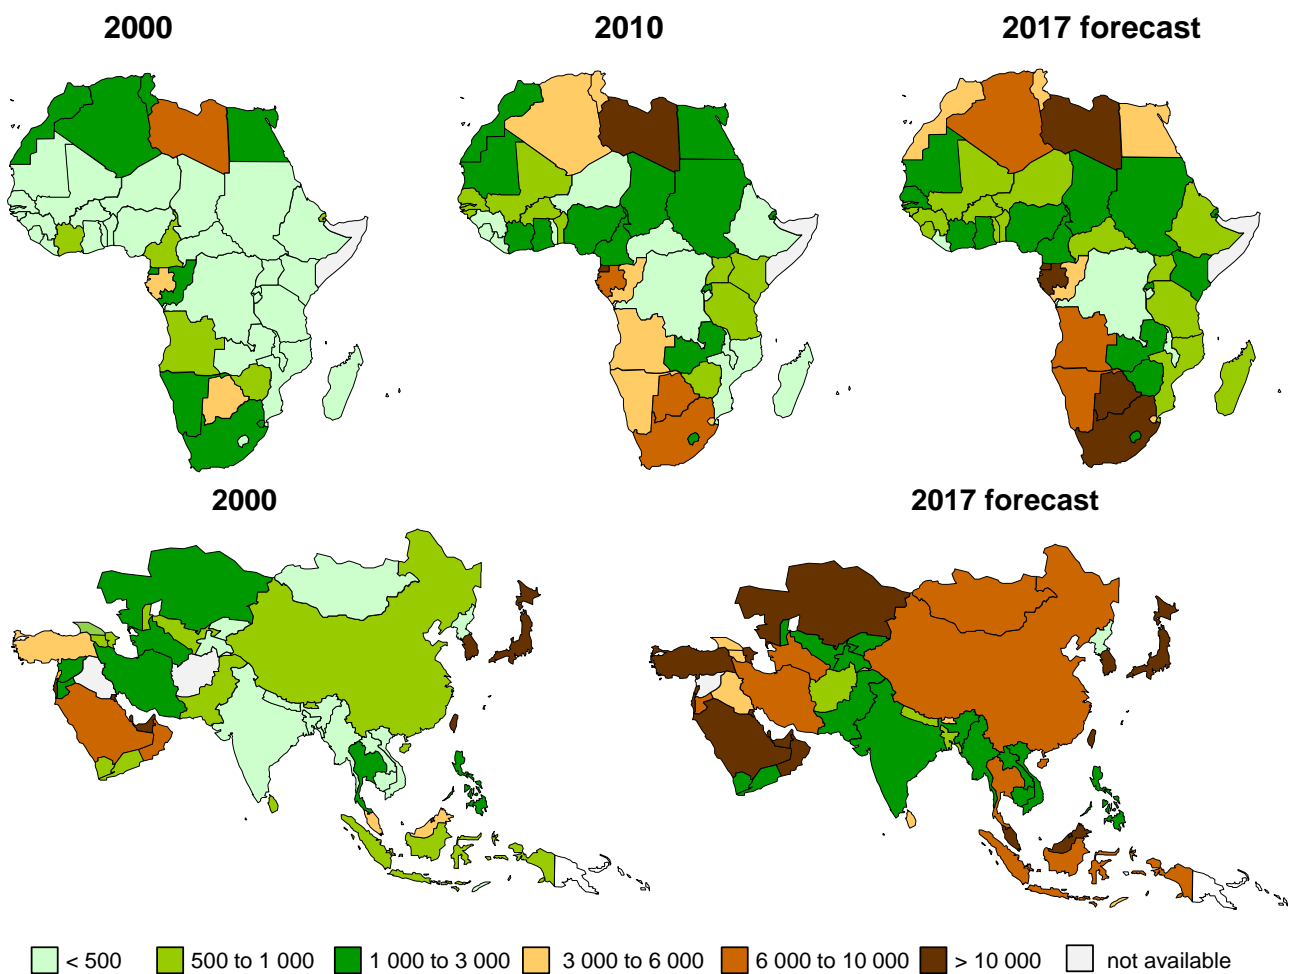 2000
2010
2017 forecast
2000
2017 forecast
< 500
500 to 1 000
1 000 to 3 000
3 000 to 6 000
6 000 to 10 000
> 10 000
not available